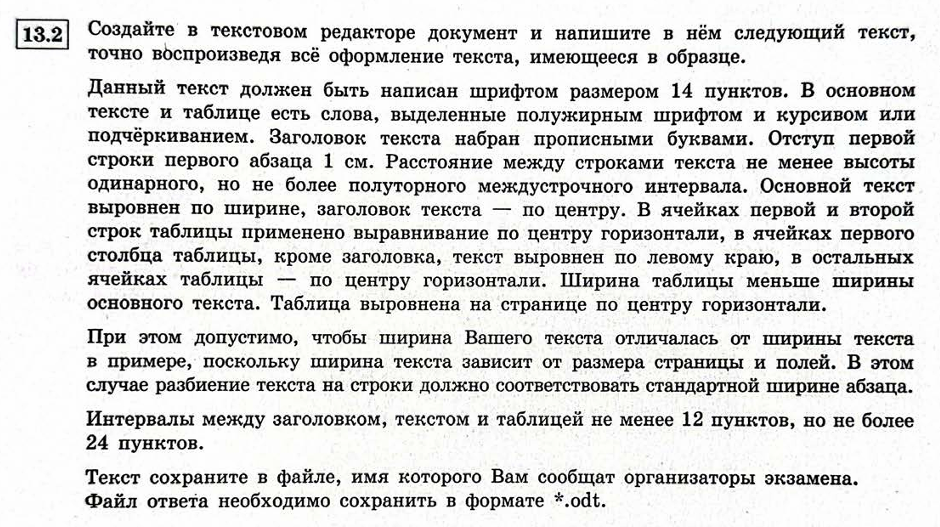 13.2 Создайте в текстовом редакторе документ и напишите в нём следующий текст,
точно воспроизведя всё оформление текста, имеющееся в образце.
Данный текст должен быть написан шрифтом размером 14 пунктов. В основном
тексте и таблице есть слова, выделенные полужирным шрифтом и курсивом или
подчёркиванием. Заголовок текста набран прописными буквами. Отступ первой
строки первого абзаца 1 см. Расстояние между строками текста не менее высоты
одинарного, но не более полуторного междустрочного интервала. Основной текст
выровнен по ширине, заголовок текста — по центру. В ячейках первой и второй
строк таблицы применено выравнивание по центру горизонтали, в ячейках первого
столбца таблицы, кроме заголовка, текст выровнен по левому краю, в остальных
ячейках таблицы — по центру горизонтали. Ширина таблицы меньше ширины
основного текста. Таблица выровнена на странице по центру горизонтали.
При этом допустимо, чтобы ширина Вашего текста отличалась от ширины текста
в примере, поскольку ширина текста зависит от размера страницы и полей. В этом
случае разбиение текста на строки должно соответствовать стандартной ширине абзаца.
Интервалы между заголовком, текстом и таблицей не менее 12 пунктов, но не более
24 пунктов.
Текст сохраните в файле, имя которого Вам сообщат организаторы экзамена.
Файл ответа необходимо сохранить в формате *.odt.